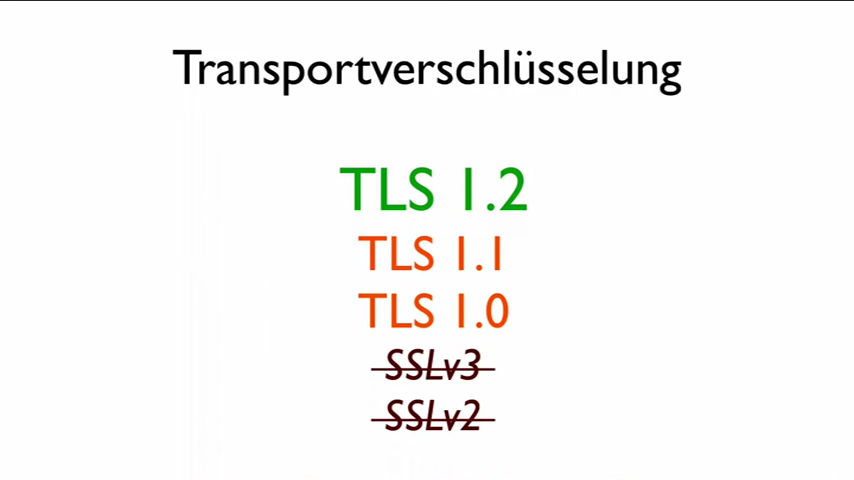 Transportverschlüsselung
TLS 1.2
TLS 1.1
TLS 1.0
SSLv3
SSLv2